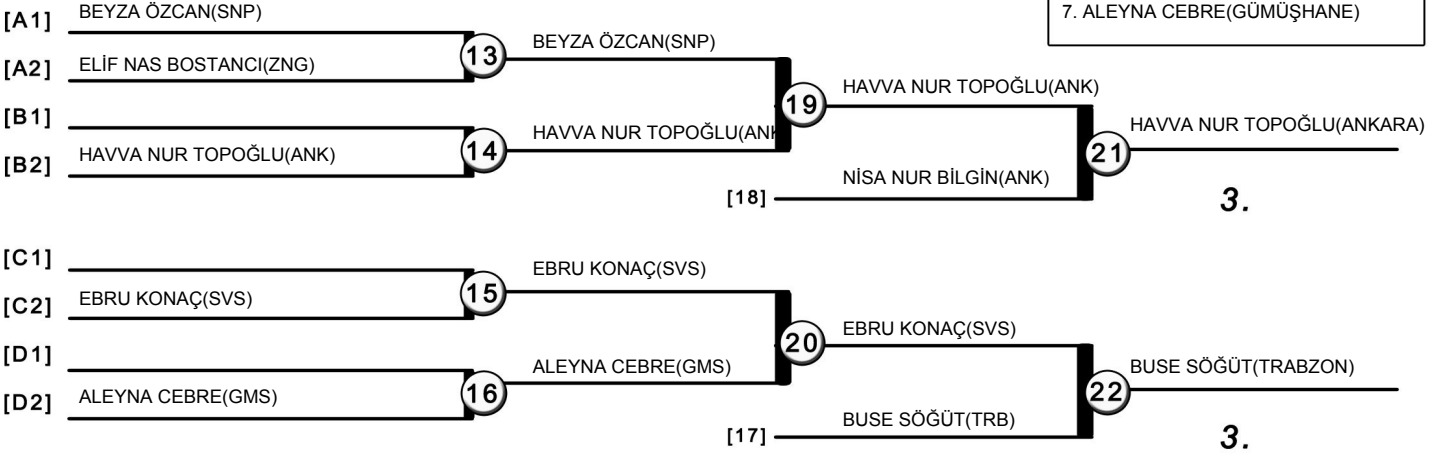 7. ALEYNA CEBRE(GÜMÜŞHANE)
[A1] BEYZA ÖZCAN(SNP)
[A2] ELİF NAS BOSTANCI(ZNG)
13
BEYZA ÖZCAN(SNP)
[B1]
[B2] HAVVA NUR TOPOĞLU(ANK)
14
HAVVA NUR TOPOĞLU(ANK
19
HAVVA NUR TOPOĞLU(ANK)
[18] NİSA NUR BİLGİN(ANK)
21
HAVVA NUR TOPOĞLU(ANKARA)
3.
[C1]
[C2] EBRU KONAÇ(SVS)
15
EBRU KONAÇ(SVS)
[D1]
[D2] ALEYNA CEBRE(GMS)
16
ALEYNA CEBRE(GMS)
20
EBRU KONAÇ(SVS)
[17] BUSE SÖĞÜT(TRB)
22
BUSE SÖĞÜT(TRABZON)
3.